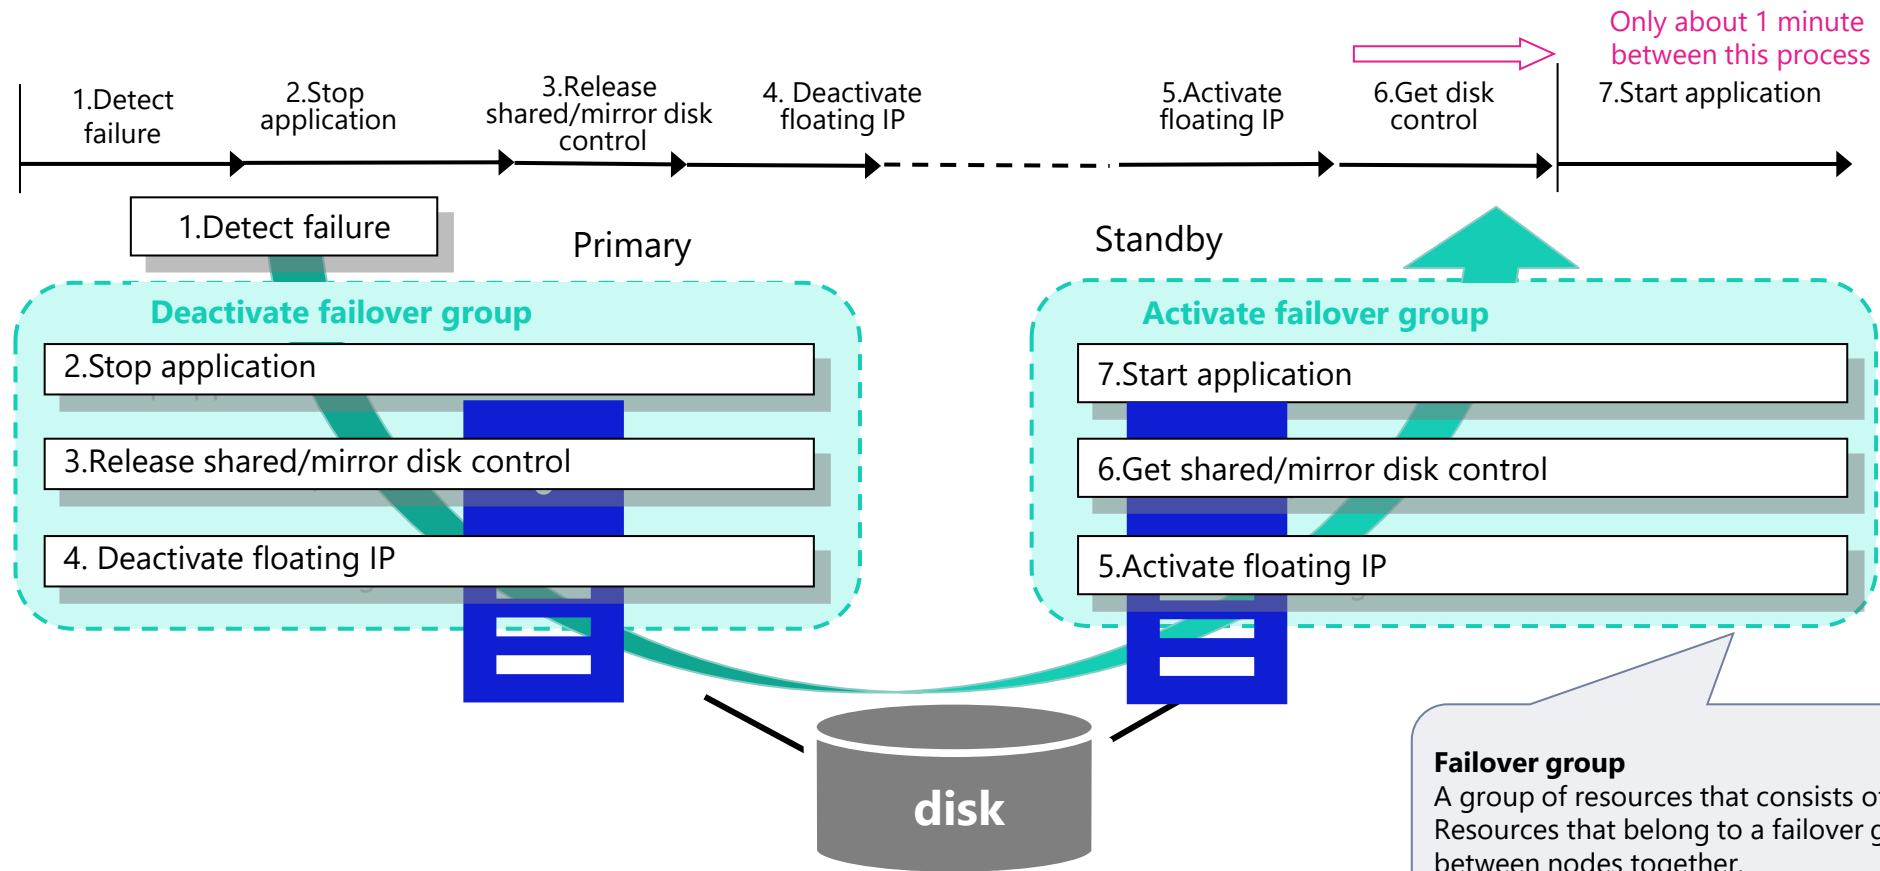 Only about 1 minute
between this process
1.Detect
failure
2.Stop
application
3.Release
shared/mirror disk
control
4. Deactivate
floating IP
5.Activate
floating IP
6.Get disk
control
7.Start application
1.Detect failure
Primary
Standby
Deactivate failover group
2.Stop application
3.Release shared/mirror disk control
4. Deactivate floating IP
Activate failover group
7.Start application
6.Get shared/mirror disk control
5.Activate floating IP
disk
Failover group
A group of resources that consists of
Resources that belong to a failover g
between nodes together.